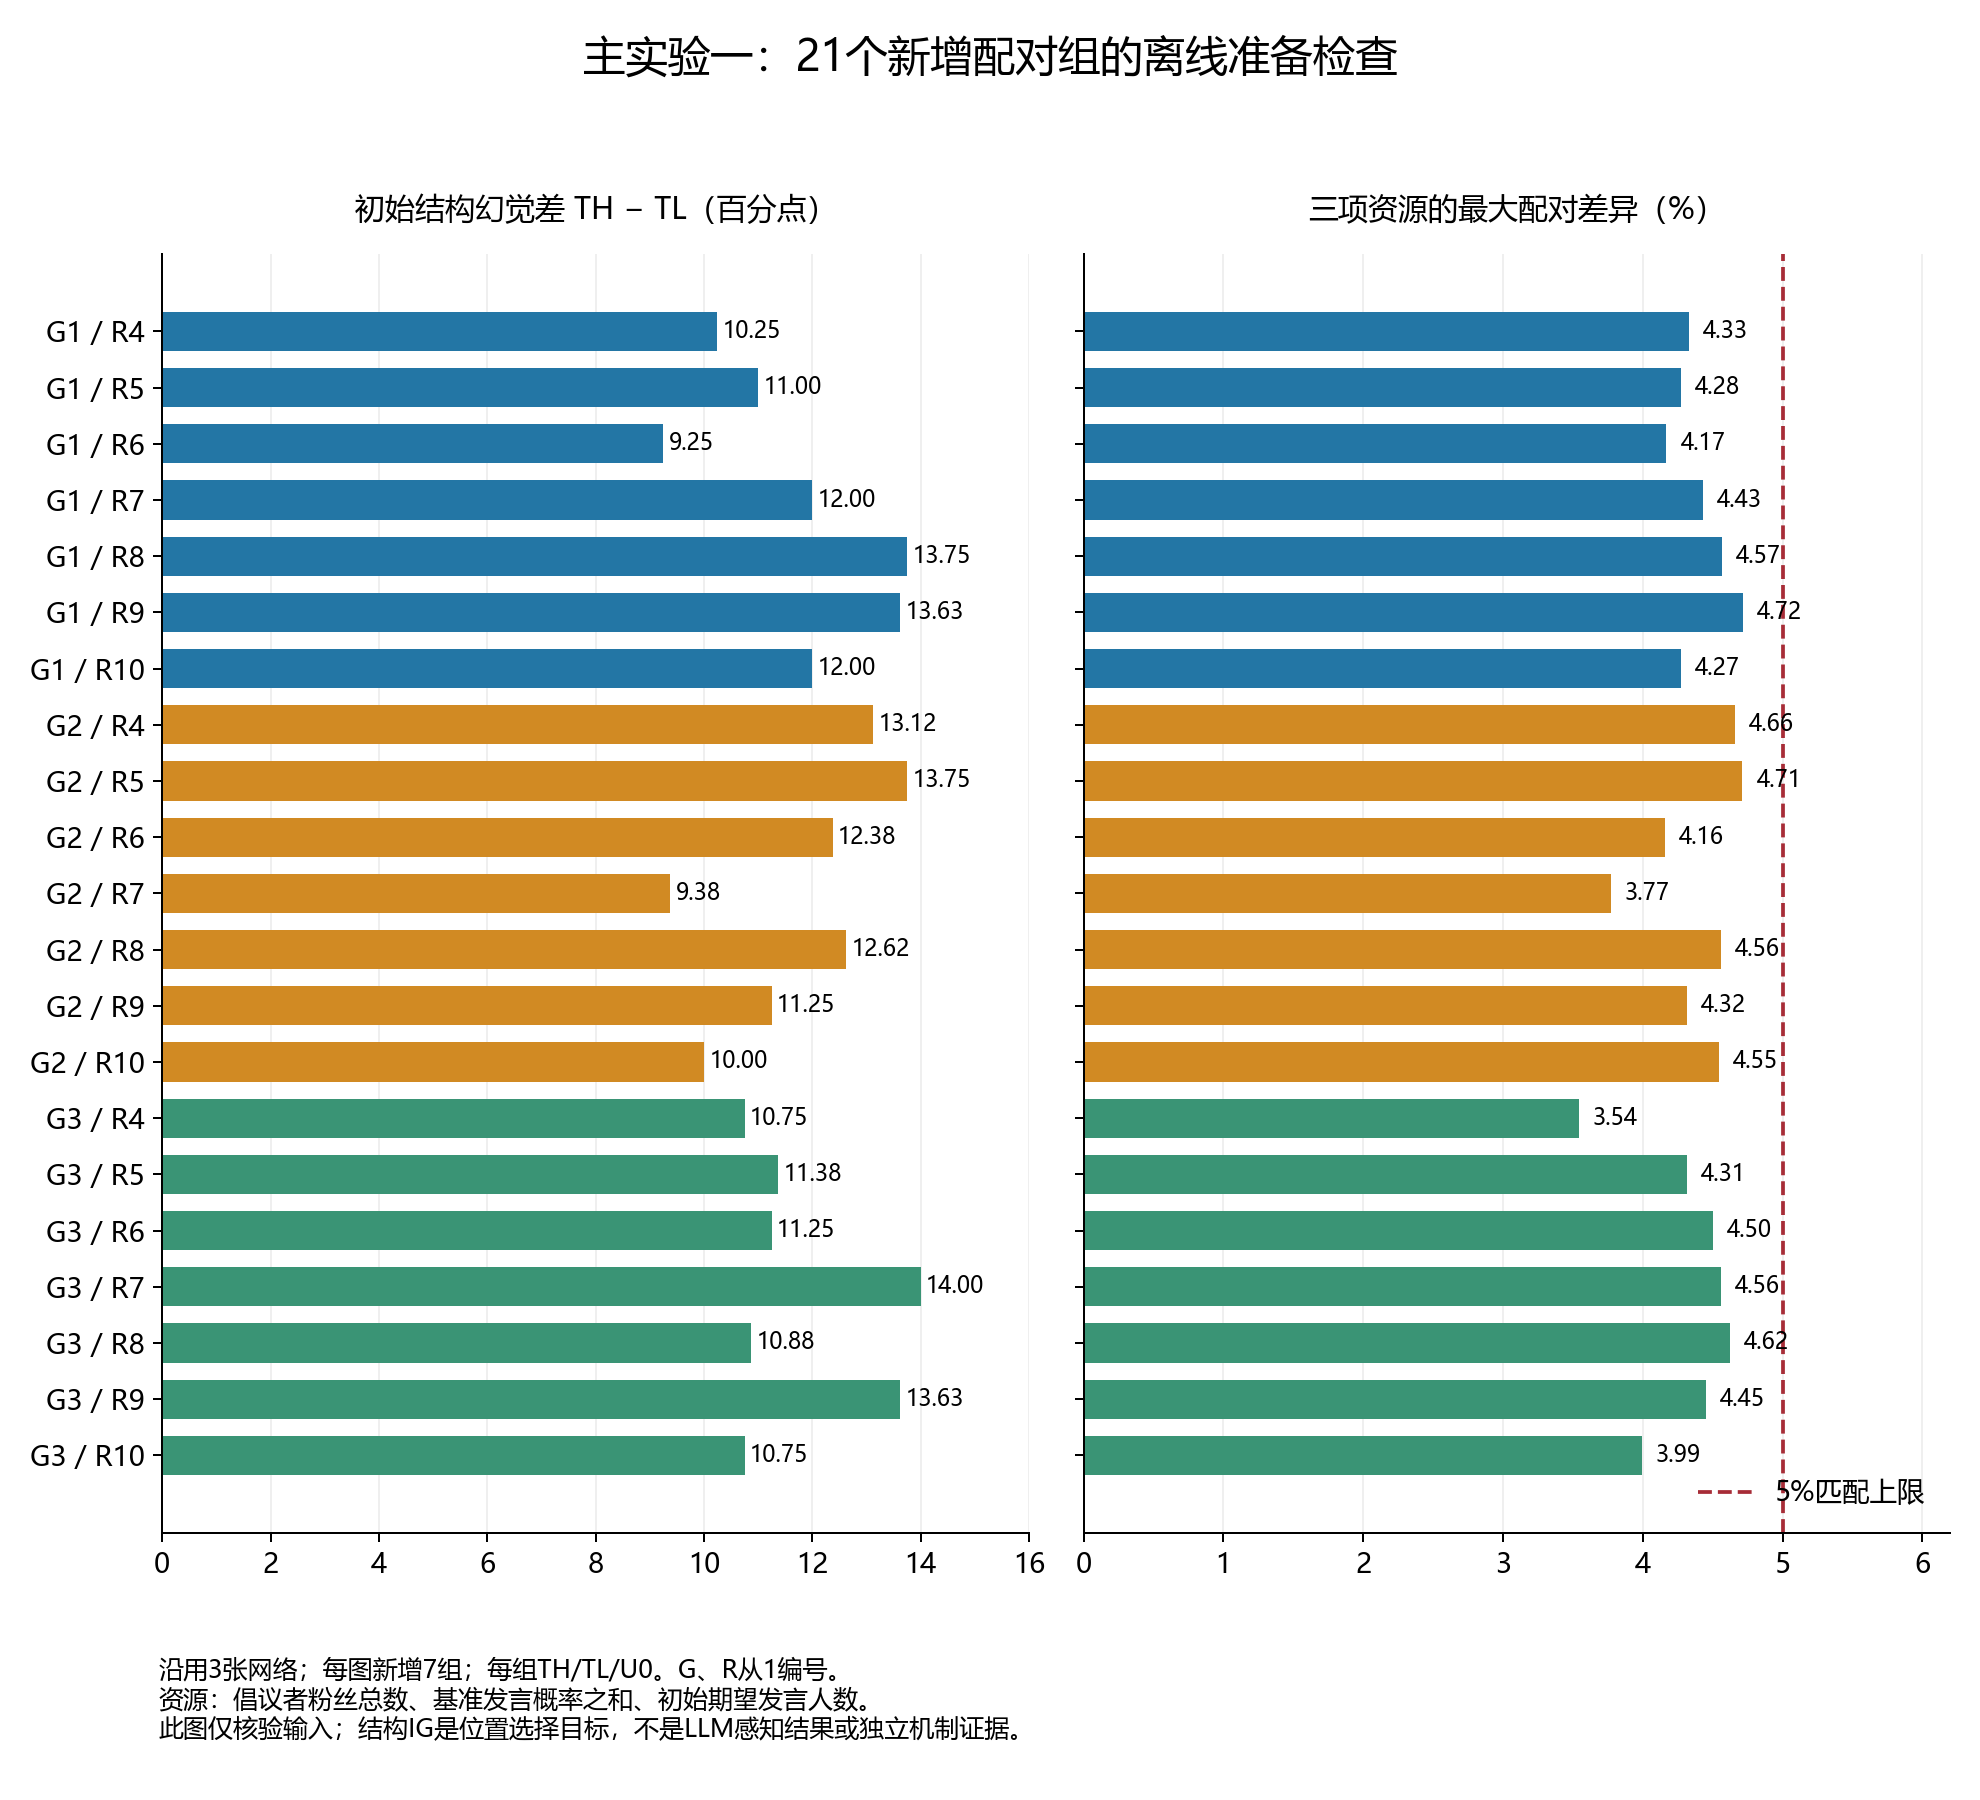 主实验一：21个新增配对组的离线准备检查
初始结构幻觉差 TH − TL（百分点）
G1 / R4 10.25
G1 / R5 11.00
G1 / R6 9.25
G1 / R7 12.00
G1 / R8 13.75
G1 / R9 13.63
G1 / R10 12.00
G2 / R4 13.12
G2 / R5 13.75
G2 / R6 12.38
G2 / R7 9.38
G2 / R8 12.62
G2 / R9 11.25
G2 / R10 10.00
G3 / R4 10.75
G3 / R5 11.38
G3 / R6 11.25
G3 / R7 14.00
G3 / R8 10.88
G3 / R9 13.63
G3 / R10 10.75
0 2 4 6 8 10 12 14 16
三项资源的最大配对差异（%）
4.33
4.28
4.17
4.43
4.57
4.72
4.27
4.66
4.71
4.16
3.77
4.56
4.32
4.55
3.54
4.31
4.50
4.56
4.62
4.45
3.99
5%匹配上限
0 1 2 3 4 5 6
沿用3张网络；每图新增7组；每组TH/TL/U0。G、R从1编号。
资源：倡议者粉丝总数、基准发言概率之和、初始期望发言人数。
此图仅核验输入；结构IG是位置选择目标，不是LLM感知结果或独立机制证据。